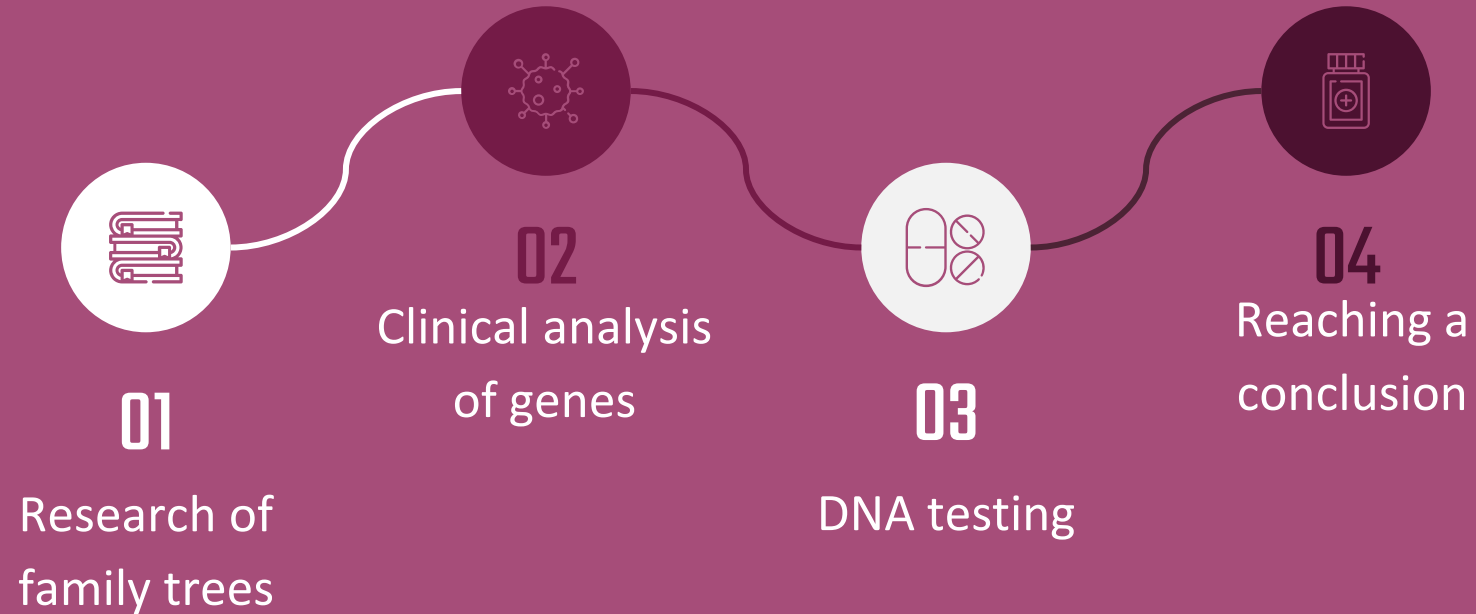 01
Research of
family trees
02
Clinical analysis
of genes
03
DNA testing
04
Reaching a
conclusion